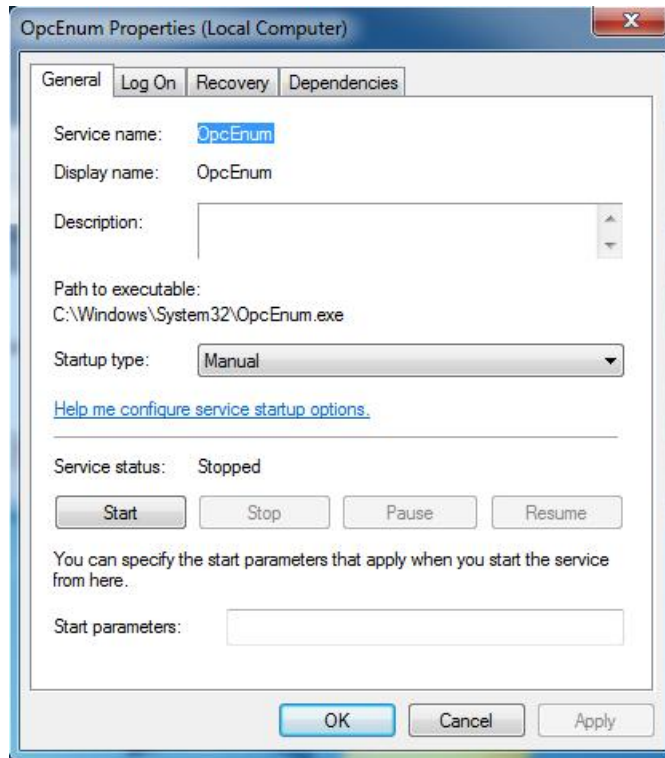 OpcEnum Properties (Local Computer)
General Log On Recovery Dependencies
Service name: OpcEnum
Display name: OpcEnum
Description:
Path to executable:
C:\Windows\System32\OpcEnum.exe
Startup type: Manual
Help me configure service startup options.
Service status: Stopped
Start Stop Pause Resume
You can specify the start parameters that apply when you start the service
from here.
Start parameters:
OK Cancel Apply